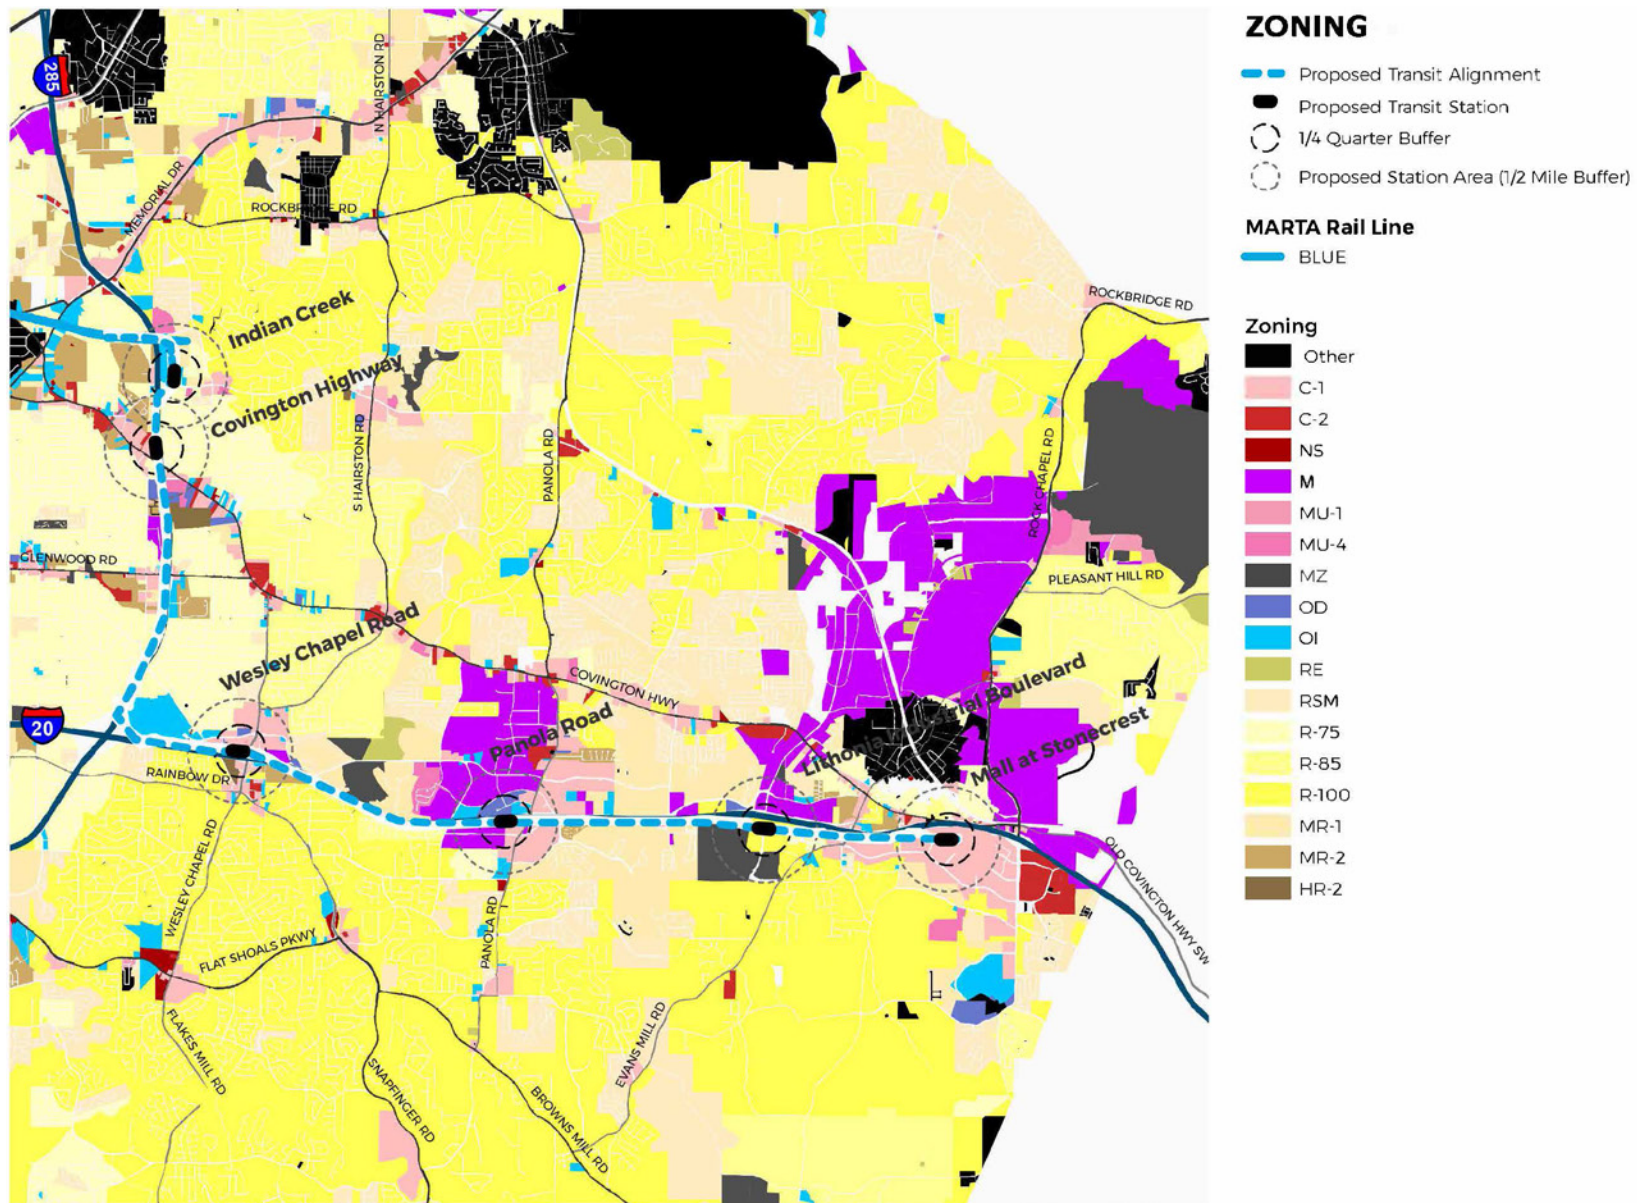 ZONING
Proposed Transit Alignment
Proposed Transit Station
1/4 Quarter Buffer
Proposed Station Area (1/2 Mile Buffer)
MARTA Rail Line
BLUE
Zoning
Other
C-1
C-2
NS
M
MU-1
MU-4
MZ
OD
OI
RE
RSM
R-75
R-85
R-100
MR-1
MR-2
HR-2
285
N HAIRSTON RD
MEMORIAL DR
ROCKBRIDGE RD
ROCKBRIDGE RD
Indian Creek
Covington Highway
S HAIRSTON RD
PANOLA RD
ROCK CHAPEL RD
GLENWOOD RD
PLEASANT HILL RD
Wesley Chapel Road
COVINGTON HWY
Panola Road
Lithonia Industrial Boulevard
Mall at Stonecrest
20
RAINBOW DR
WESLEY CHAPEL RD
OLD COVINGTON HWY SW
FLAT SHOALS PKWY
PANOLA RD
EVANS MILL RD
FLAKES MILL RD
SNAPFINGER RD
BROWNS MILL RD